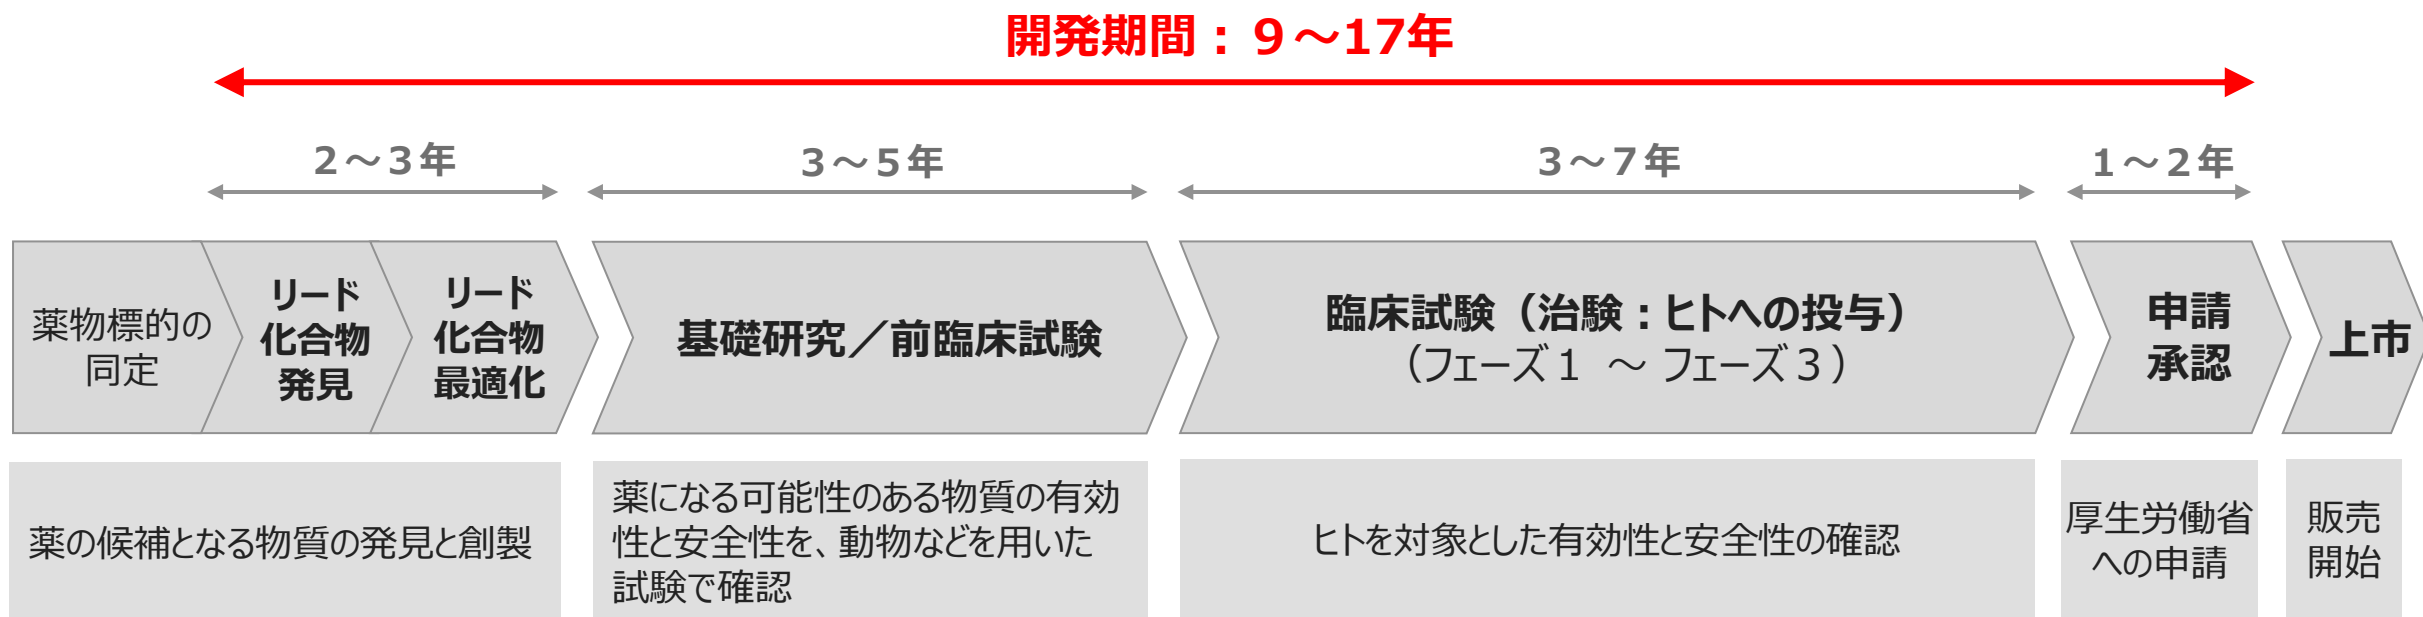 開発期間：９～17年
２～３年
３～５年
３～７年
１～２年
薬物標的の
同定
リード
化合物
発見
リード
化合物
最適化
基礎研究／前臨床試験
臨床試験（治験：ヒトへの投与）
（フェーズ１ ～ フェーズ３）
申請
承認
上市
薬の候補となる物質の発見と創製
薬になる可能性のある物質の有効
性と安全性を、動物などを用いた
試験で確認
ヒトを対象とした有効性と安全性の確認
厚生労働省
への申請
販売
開始